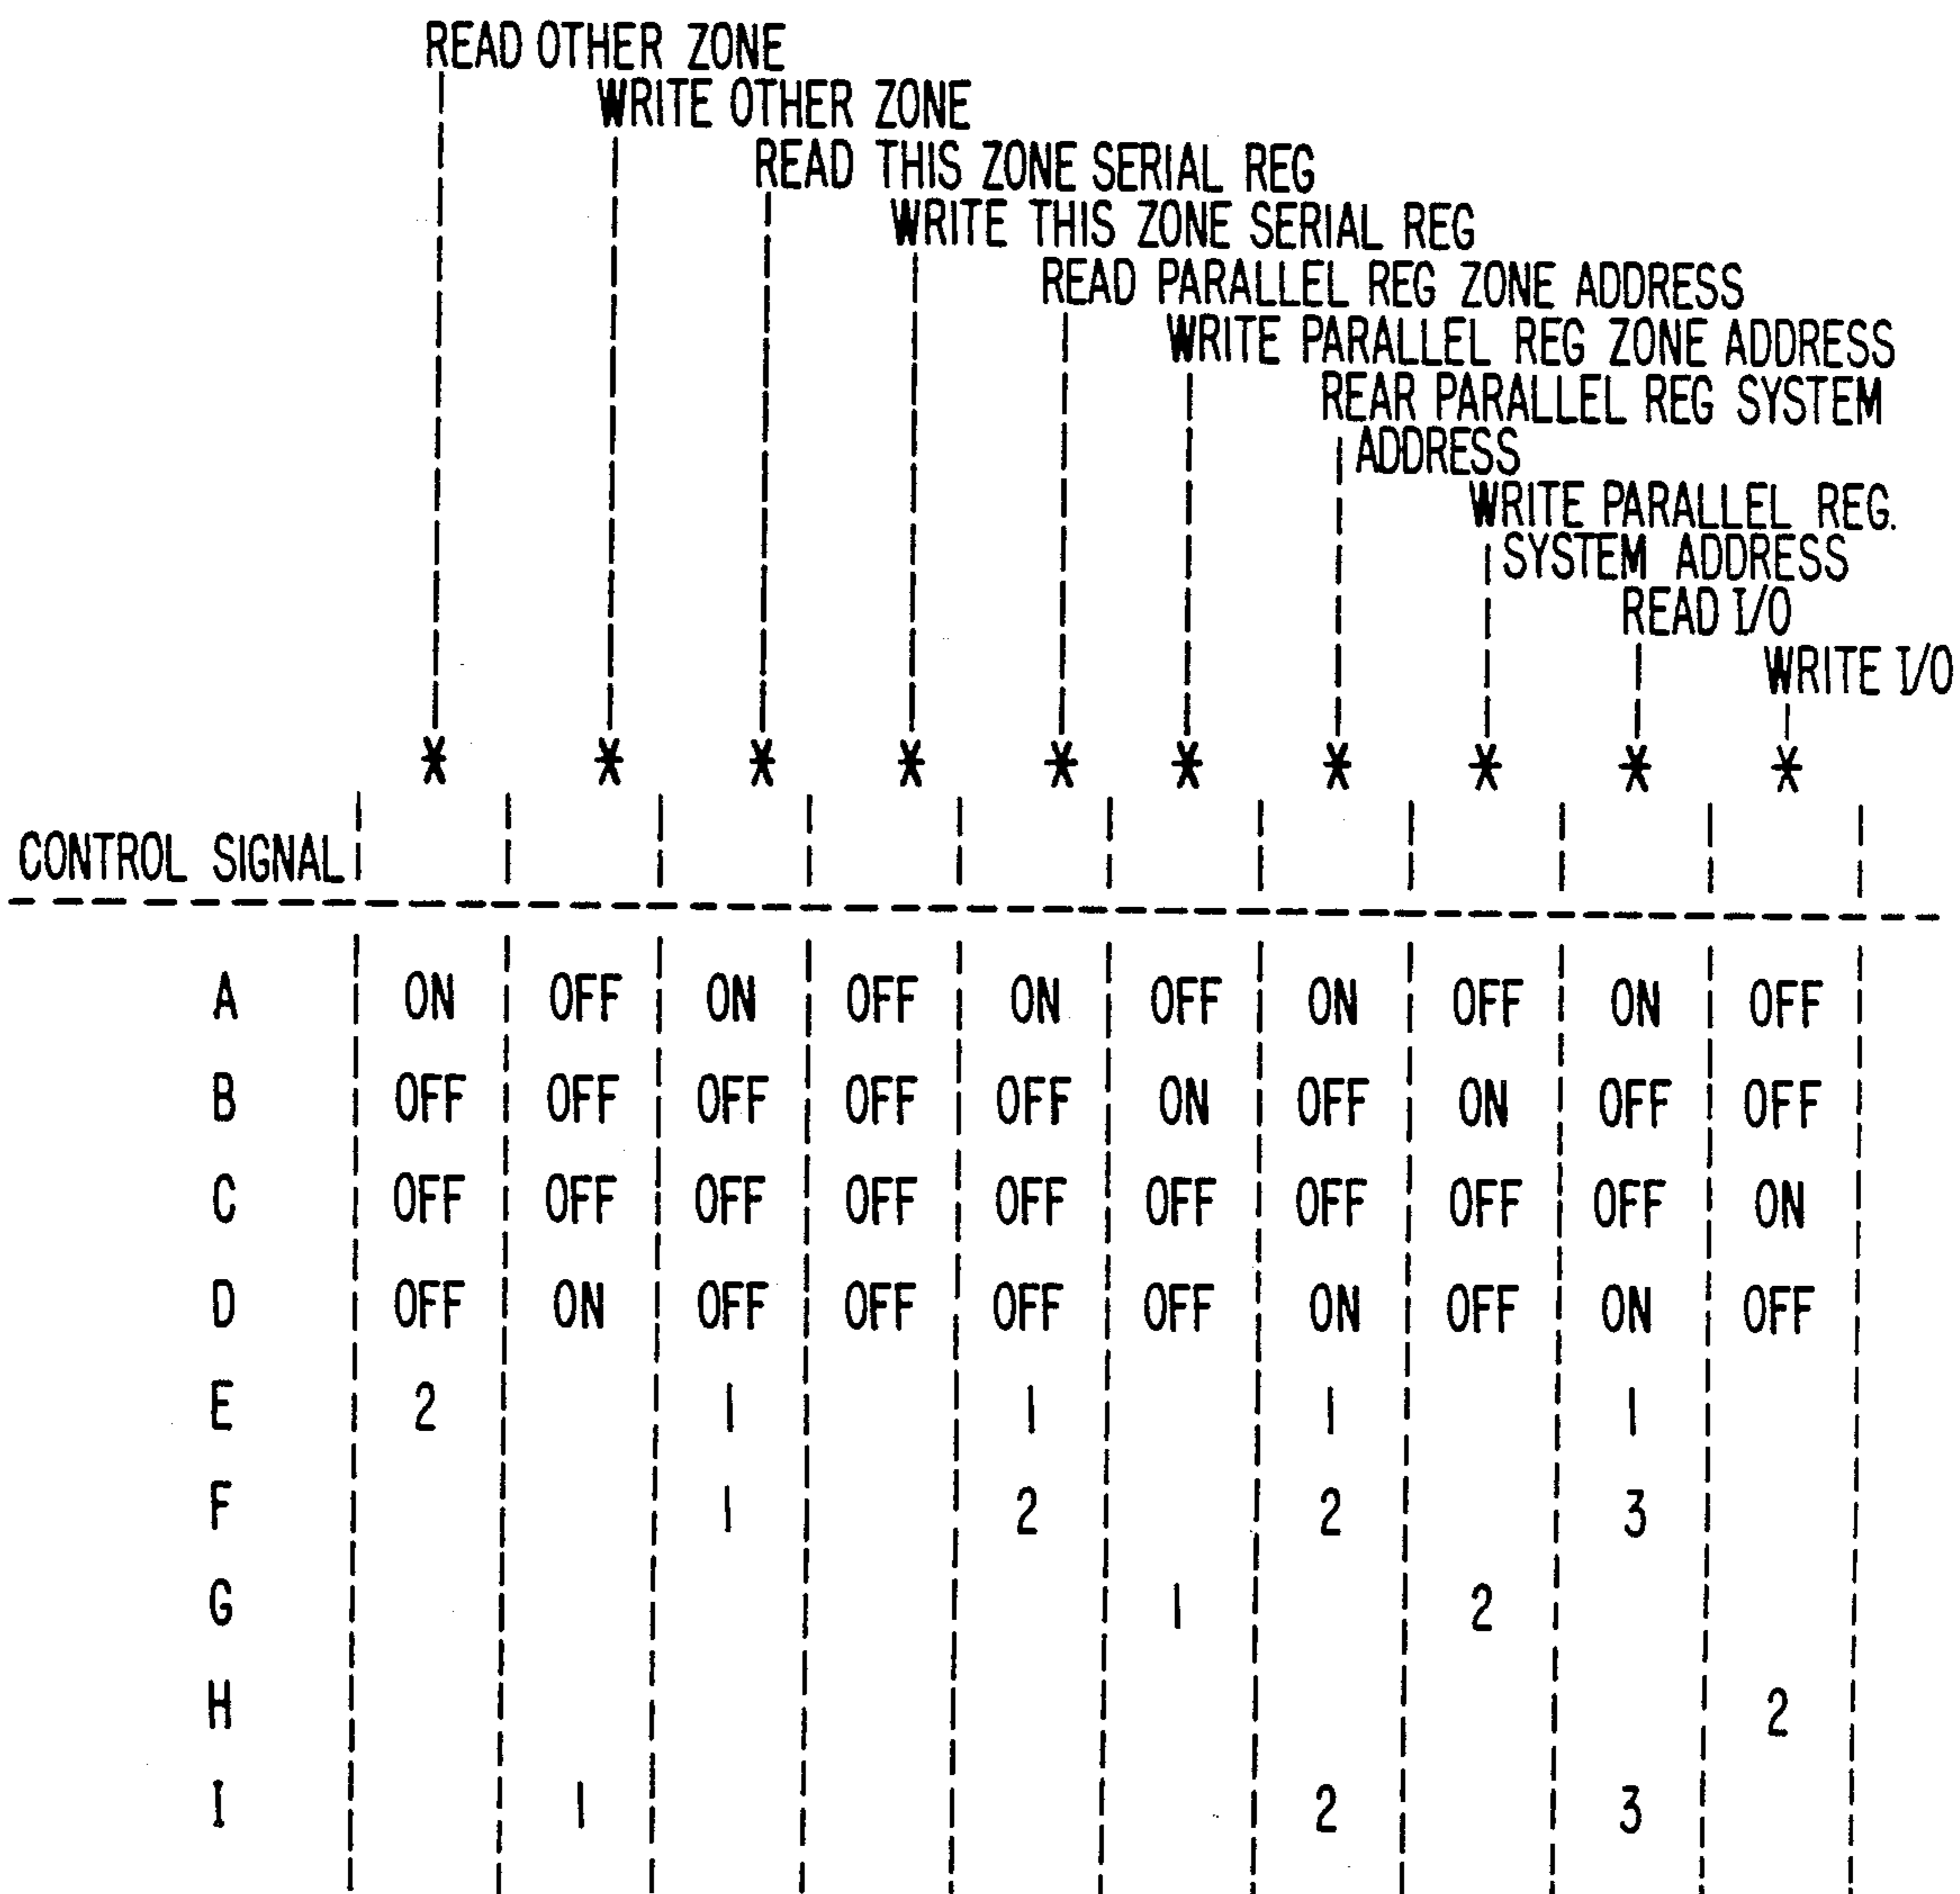 READ OTHER ZONE
WRITE OTHER ZONE
READ THIS ZONE SERIAL REG
WRITE THIS ZONE SERIAL REG
READ PARALLEL REG ZONE ADDRESS
WRITE PARALLEL REG ZONE ADDRESS
REAR PARALLEL REG SYSTEM
ADDRESS
WRITE PARALLEL REG.
SYSTEM ADDRESS
READ I/O
WRITE I/O
* * * * * * * * * *
CONTROL SIGNAL
A ON OFF ON OFF ON OFF ON OFF ON OFF
B OFF OFF OFF OFF OFF ON OFF ON OFF OFF
C OFF OFF OFF OFF OFF OFF OFF OFF OFF ON
D OFF ON OFF OFF OFF OFF ON OFF ON OFF
E 2 1 1 1 1
F 1 2 2 3
G 1 2
H 2
I 1 2 3